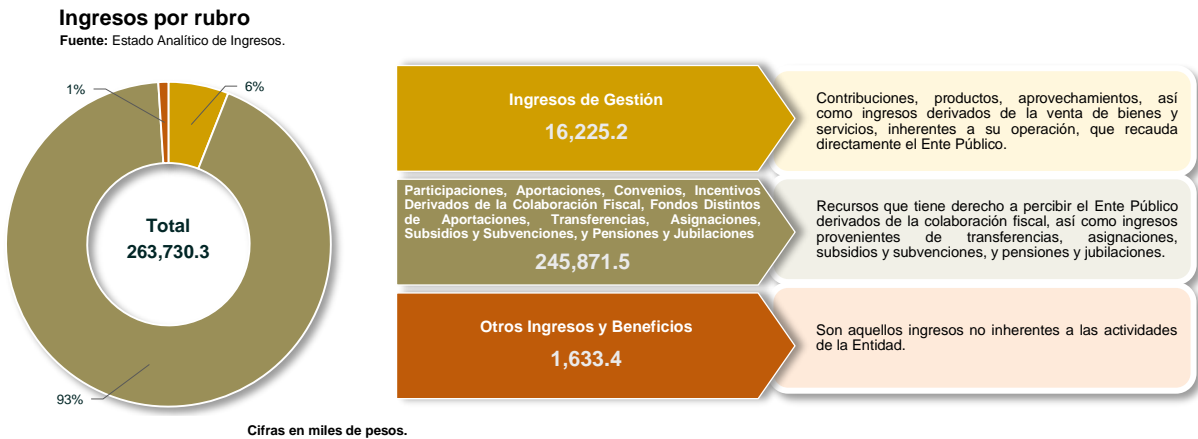 Ingresos por rubro
Fuente: Estado Analítico de Ingresos.
1%
6%
Total
263,730.3
93%
Ingresos de Gestión
16,225.2
Contribuciones, productos, aprovechamientos, así
como ingresos derivados de la venta de bienes y
servicios, inherentes a su operación, que recauda
directamente el Ente Público.
Participaciones, Aportaciones, Convenios, Incentivos
Derivados de la Colaboración Fiscal, Fondos Distintos
de Aportaciones, Transferencias, Asignaciones,
Subsidios y Subvenciones, y Pensiones y Jubilaciones
245,871.5
Recursos que tiene derecho a percibir el Ente Público
derivados de la colaboración fiscal, así como ingresos
provenientes de transferencias, asignaciones,
subsidios y subvenciones, y pensiones y jubilaciones.
Otros Ingresos y Beneficios
1,633.4
Son aquellos ingresos no inherentes a las actividades
de la Entidad.
Cifras en miles de pesos.